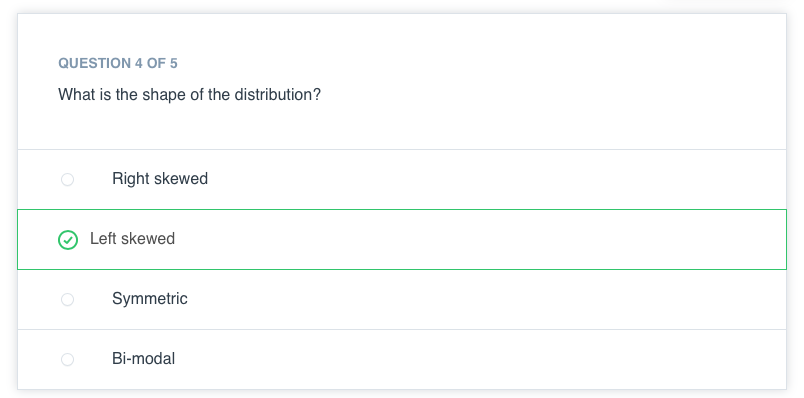 QUESTION 4 OF 5
What is the shape of the distribution?
Right skewed
Left skewed
Symmetric
Bi-modal